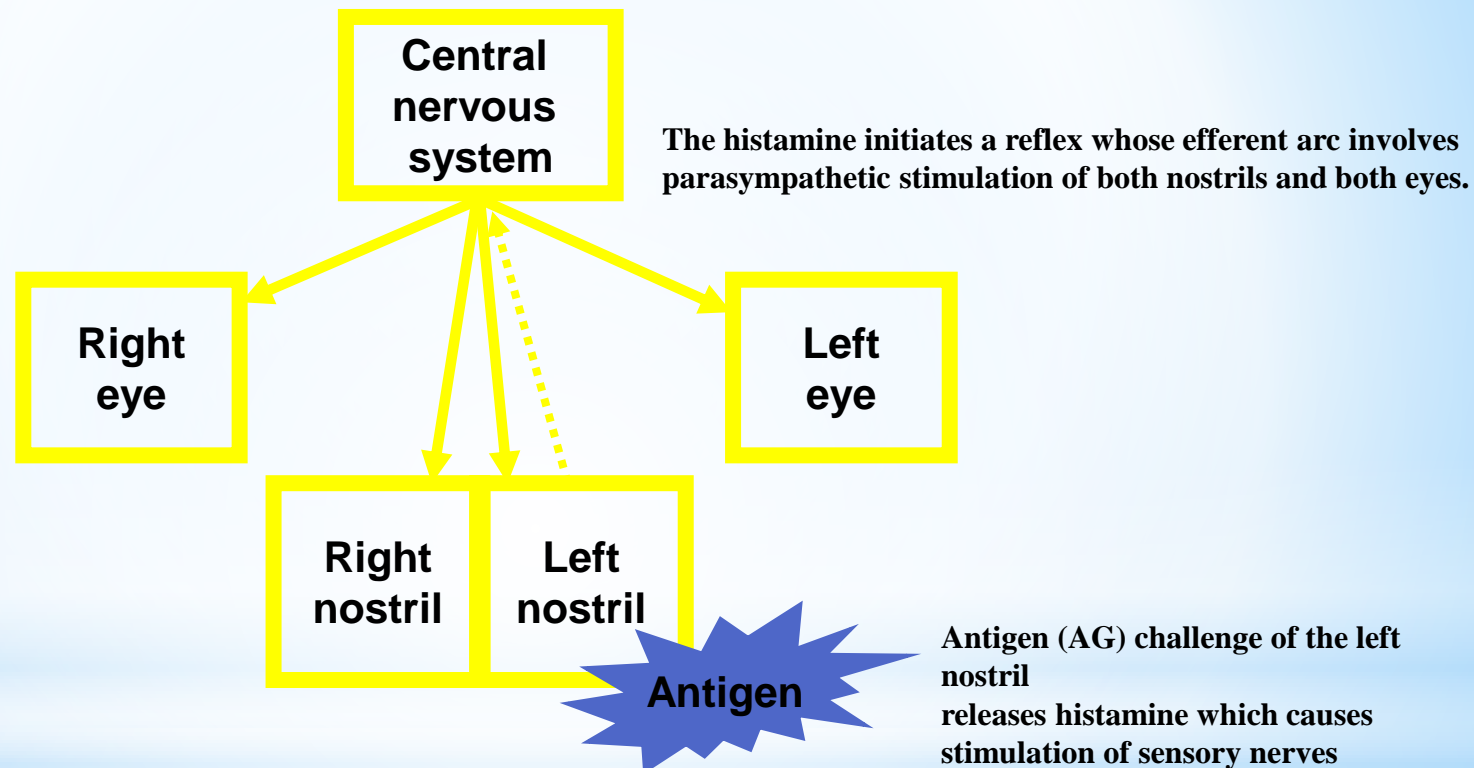 Central
nervous
system
The histamine initiates a reflex whose efferent arc involves
parasympathetic stimulation of both nostrils and both eyes.
Right
eye
Left
eye
Right
nostril
Left
nostril
Antigen
Antigen (AG) challenge of the left
nostril
releases histamine which causes
stimulation of sensory nerves